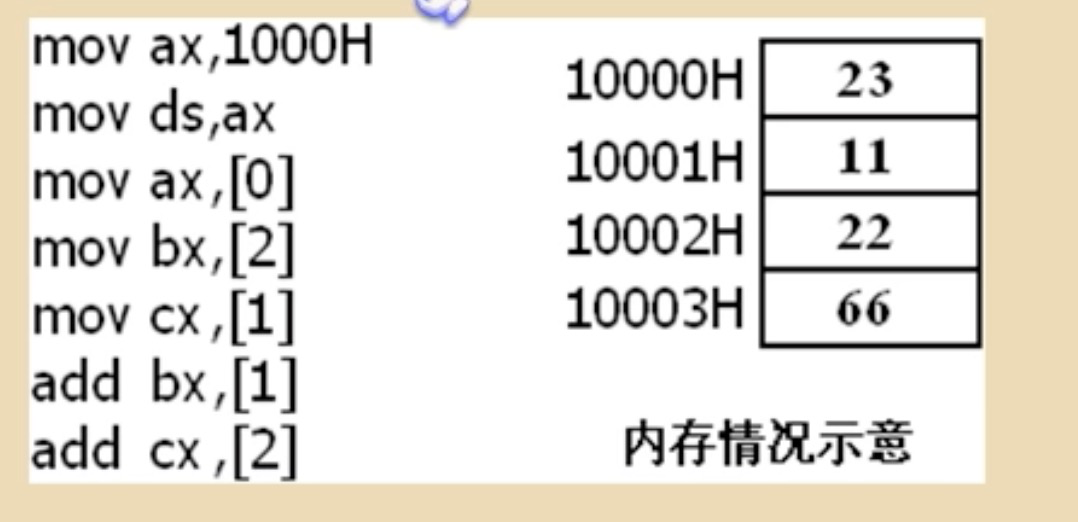 mov ax,1000H
mov ds,ax
mov ax,[0]
mov bx,[2]
mov cx,[1]
add bx,[1]
add cx,[2]
10000H 23
10001H 11
10002H 22
10003H 66
内存情况示意